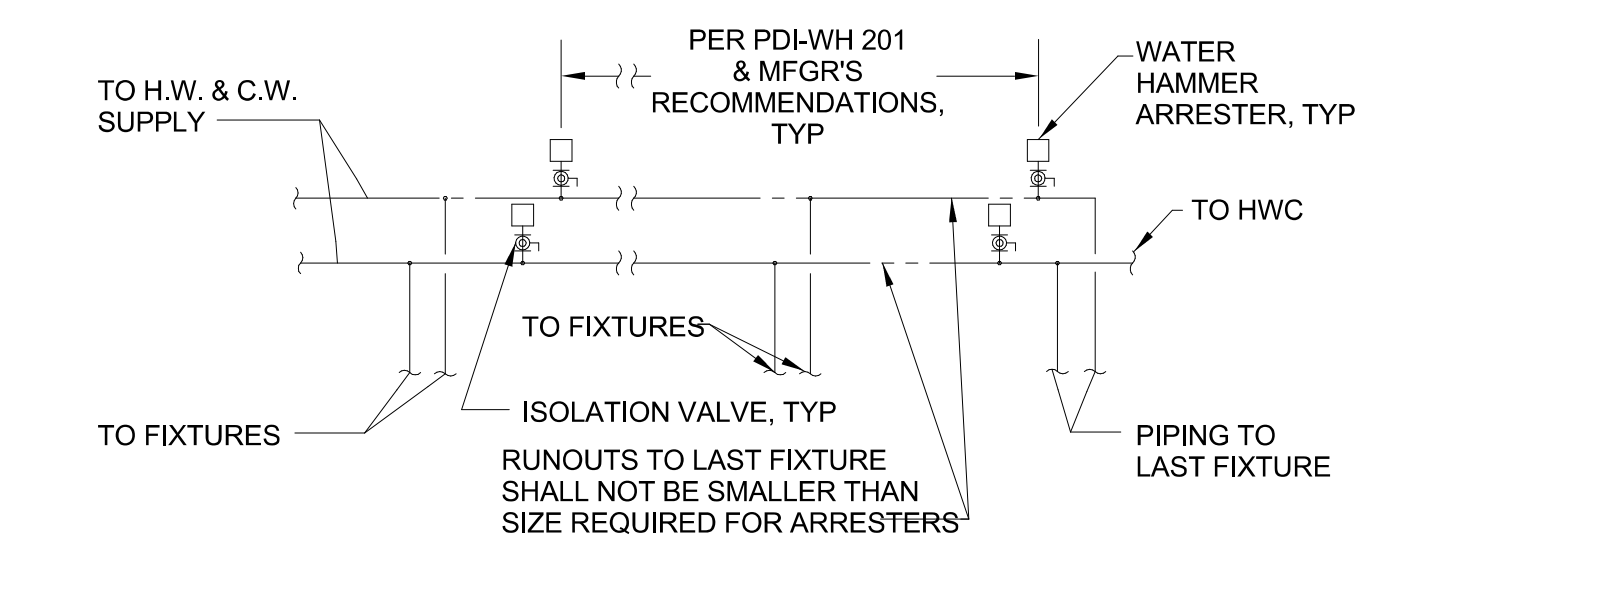 PER PDI-WH 201
& MFGR'S
RECOMMENDATIONS,
TYP
WATER
HAMMER
ARRESTER, TYP
TO H.W. & C.W.
SUPPLY
TO HWC
TO FIXTURES
ISOLATION VALVE, TYP
TO FIXTURES
RUNOUTS TO LAST FIXTURE
SHALL NOT BE SMALLER THAN
SIZE REQUIRED FOR ARRESTERS
PIPING TO
LAST FIXTURE